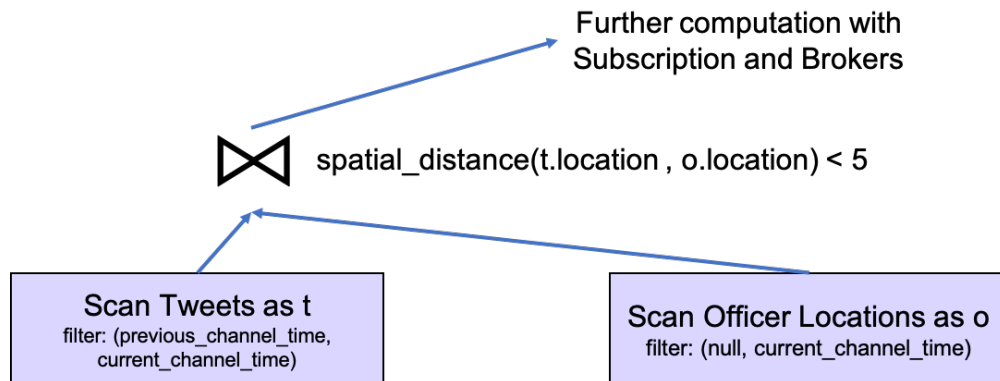 Further computation with
Subscription and Brokers
spatial_distance(t.location , o.location) < 5
Scan Tweets as t
filter: (previous_channel_time,
current_channel_time)
Scan Officer Locations as o
filter: (null, current_channel_time)